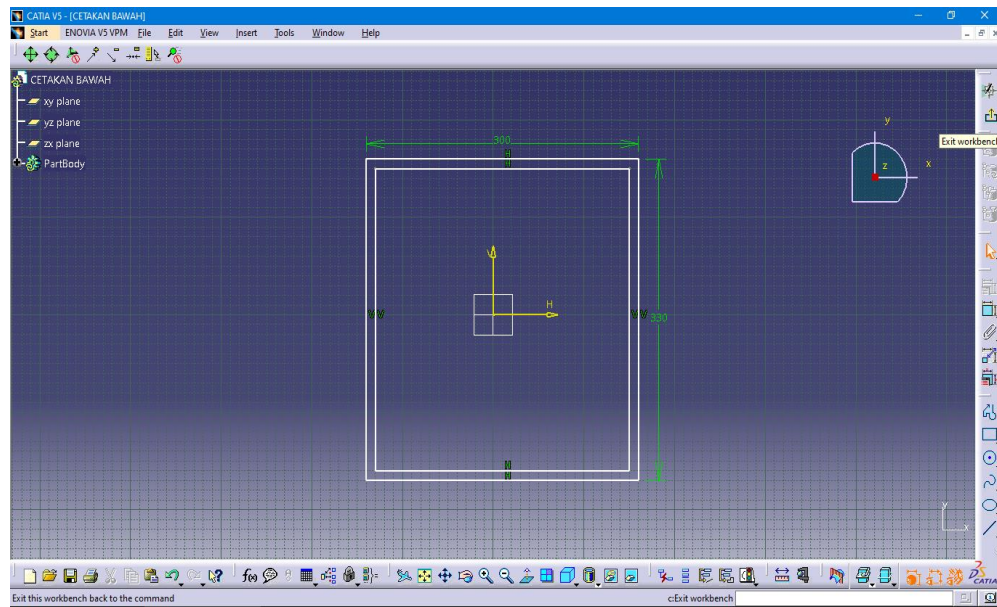 CATIA V5 - [CETAKAN BAWAH]
Start ENOVIA V5 VPM File Edit View Insert Tools Window Help
CETAKAN BAWAH
xy plane
yz plane
zx plane
PartBody
300
H
H
y
Exit workbench
z
x
V
H
V V
V V
330
H
H
y
x
f(x)
CATIA
Exit this workbench back to the command
c:Exit workbench